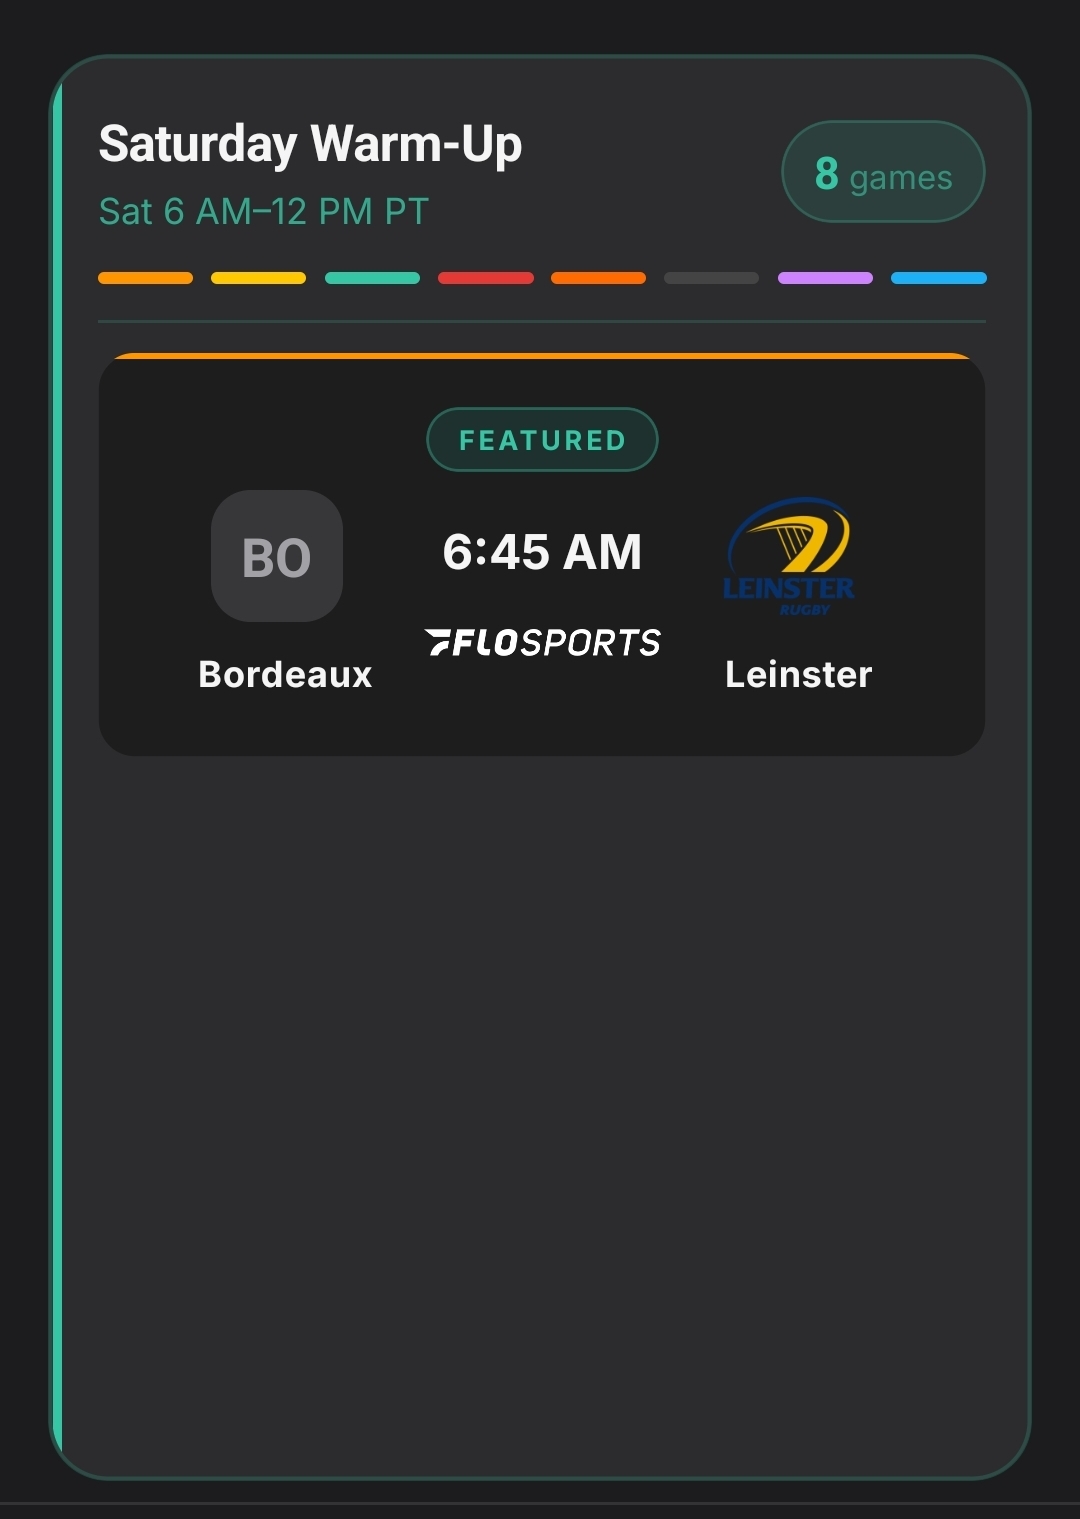 Saturday Warm-Up
8 games
Sat 6 AM–12 PM PT
FEATURED
BO
6:45 AM
LEINSTER
RUGBY
FLOSPORTS
Bordeaux
Leinster